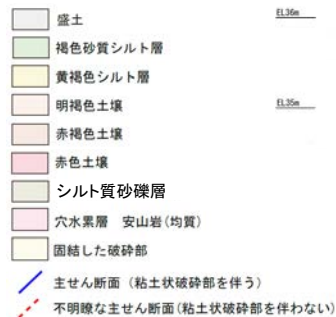 盛土
EL36m
褐色砂質シルト層
黄褐色シルト層
明褐色土壌
EL35m
赤褐色土壌
赤色土壌
シルト質砂礫層
穴水累層 安山岩(均質)
固結した破砕部
主せん断面（粘土状破砕部を伴う）
不明瞭な主せん断面(粘土状破砕部を伴わない)